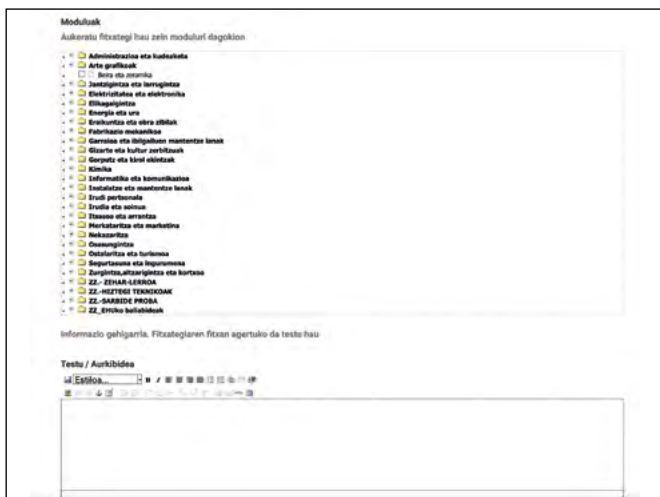 Moduluak
Aukeratu fitxategi hau zein moduluri dagokion
Administrazioa eta kudeaketa
Arte grafikoak
Beira eta zeramika
Jantzigintza eta larrugintza
Elektrizitatea eta elektronika
Elikagaigintza
Energia eta ura
Eraikuntza eta obra zibilak
Fabrikazio mekanikoa
Garraioa eta ibilgailuen mantentze lanak
Gizarte eta kultur zerbitzuak
Gorputz eta kirol ekintzak
Kimika
Informatika eta komunikazioa
Instalatze eta mantentze lanak
Irudi pertsonala
Irudia eta soinua
Itsasoa eta arrantza
Merkataritza eta marketina
Nekazaritza
Osasungintza
Ostalaritza eta turismoa
Segurtasuna eta ingurumena
Zurgintza,altzarigintza eta kortxoa
ZZ.- ZEHAR-LERROA
ZZ.-HIZTEGI TEKNIKOAK
ZZ.-SARBIDE PROBA
ZZ_EHUko baliabideak
Informazio gehigarria. Fitxategiaren fitxan agertuko da testu hau
Testu / Aurkibidea
Estiloa...
B I